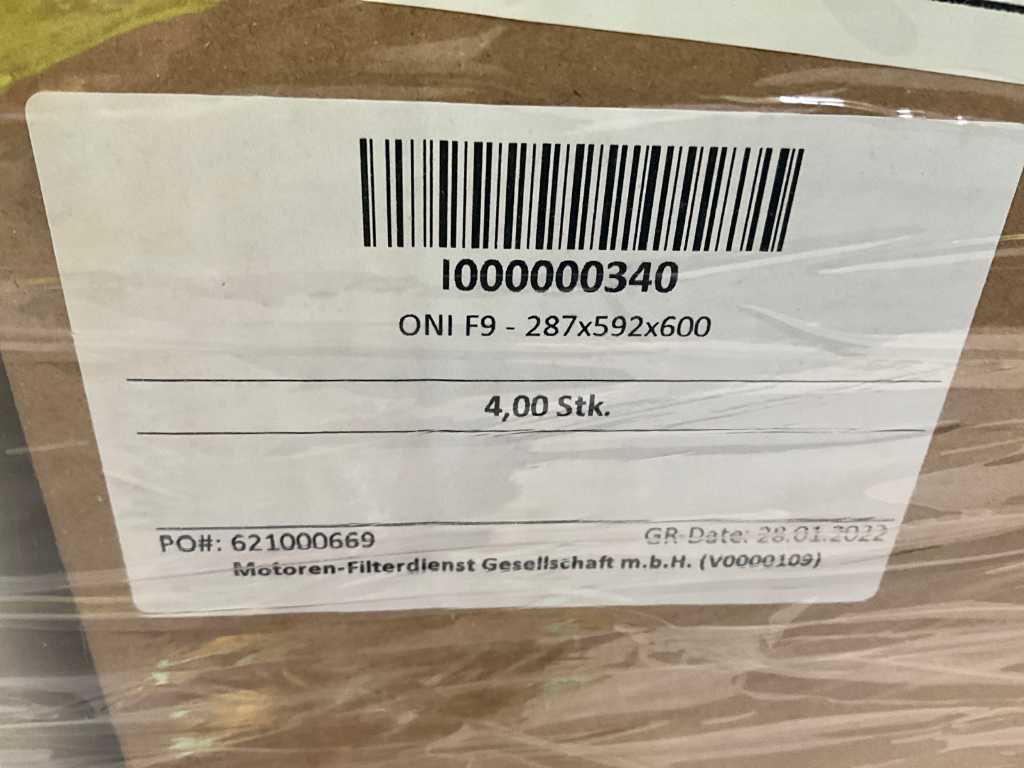 I000000340
ONI F9 - 287x592x600
4,00 Stk.
PO#: 621000669 GR-Date: 28.01.2022
Motoren-Filterdienst Gesellschaft m.b.H. (V0000109)